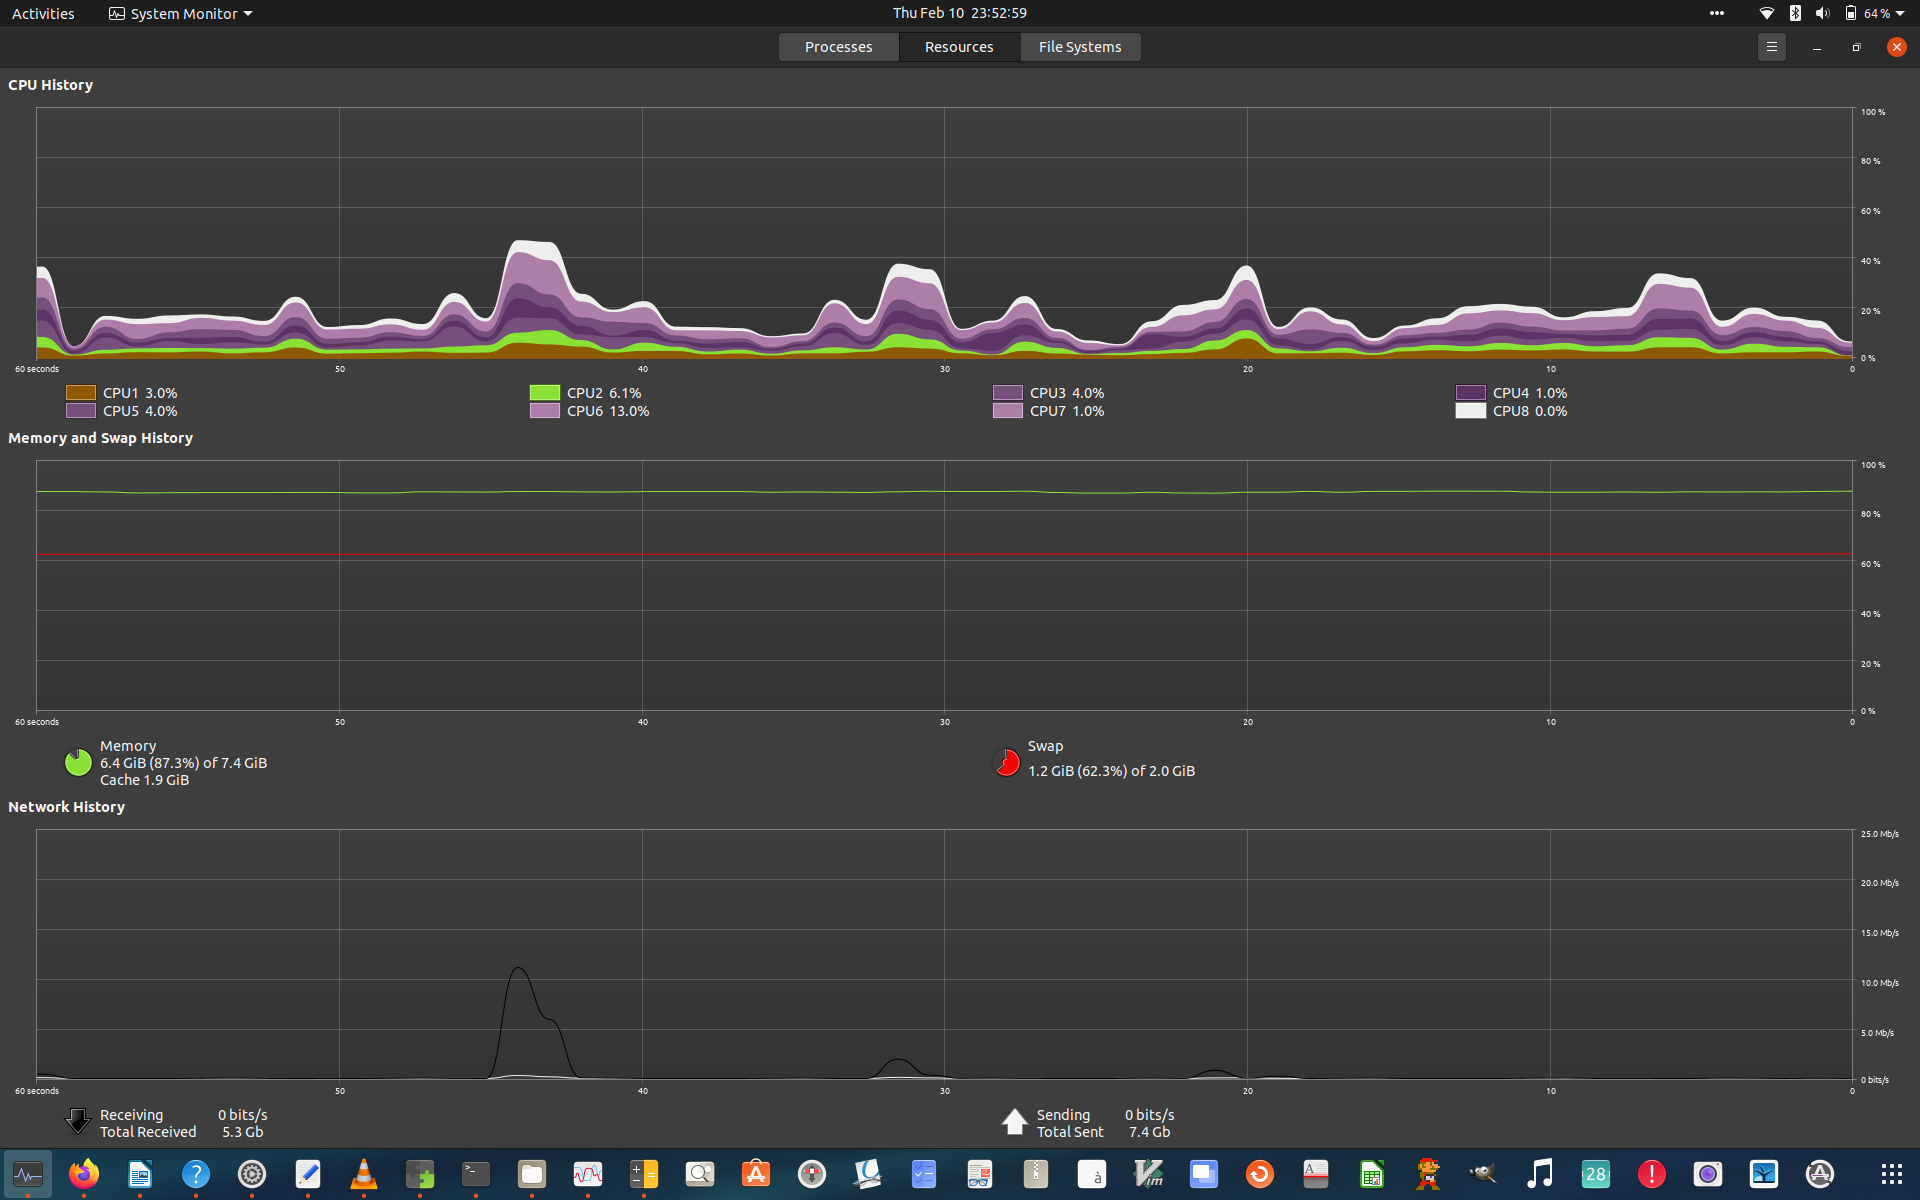 Activities System Monitor Thu Feb 10 23:52:59 64 %
Processes Resources File Systems
CPU History
100 %
80 %
60 %
40 %
20 %
0 %
60 seconds 50 40 30 20 10 0
CPU1 3.0% CPU2 6.1% CPU3 4.0% CPU4 1.0%
CPU5 4.0% CPU6 13.0% CPU7 1.0% CPU8 0.0%
Memory and Swap History
100 %
80 %
60 %
40 %
20 %
0 %
60 seconds 50 40 30 20 10 0
Memory
6.4 GiB (87.3%) of 7.4 GiB
Cache 1.9 GiB
Swap
1.2 GiB (62.3%) of 2.0 GiB
Network History
25.0 Mb/s
20.0 Mb/s
15.0 Mb/s
10.0 Mb/s
5.0 Mb/s
0 bits/s
60 seconds 50 40 30 20 10 0
Receiving 0 bits/s
Total Received 5.3 Gb
Sending 0 bits/s
Total Sent 7.4 Gb
? >_ à Vim A 28 !